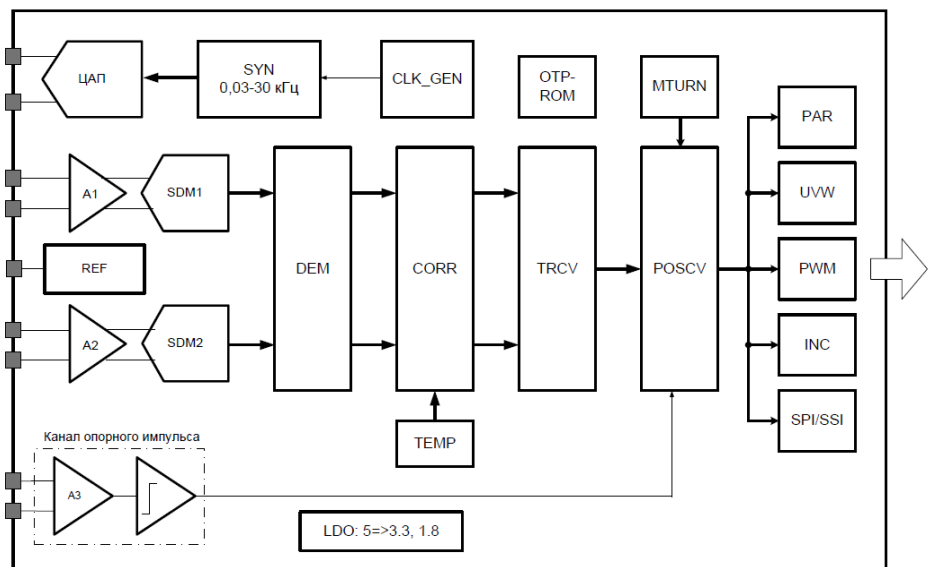 ЦАП
SYN
0,03-30 кГц
CLK_GEN
OTP-
ROM
MTURN
PAR
A1
SDM1
UVW
REF
DEM
CORR
TRCV
POSCV
PWM
A2
SDM2
INC
Канал опорного импульса
TEMP
SPI/SSI
A3
LDO: 5=>3.3, 1.8